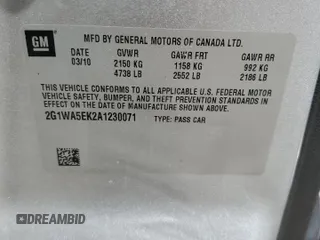 GM
MFD BY GENERAL MOTORS OF CANADA LTD.
DATE GVWR GAWR FRT GAWR RR
03/10 2150 KG 1158 KG 992 KG
4738 LB 2552 LB 2186 LB
THIS VEHICLE CONFORMS TO ALL APPLICABLE U.S. FEDERAL MOTOR
VEHICLE SAFETY, BUMPER, AND THEFT PREVENTION STANDARDS IN
EFFECT ON THE DATE OF MANUFACTURE SHOWN ABOVE.
2G1WA5EK2A1230071 TYPE: PASS CAR
DREAMBID